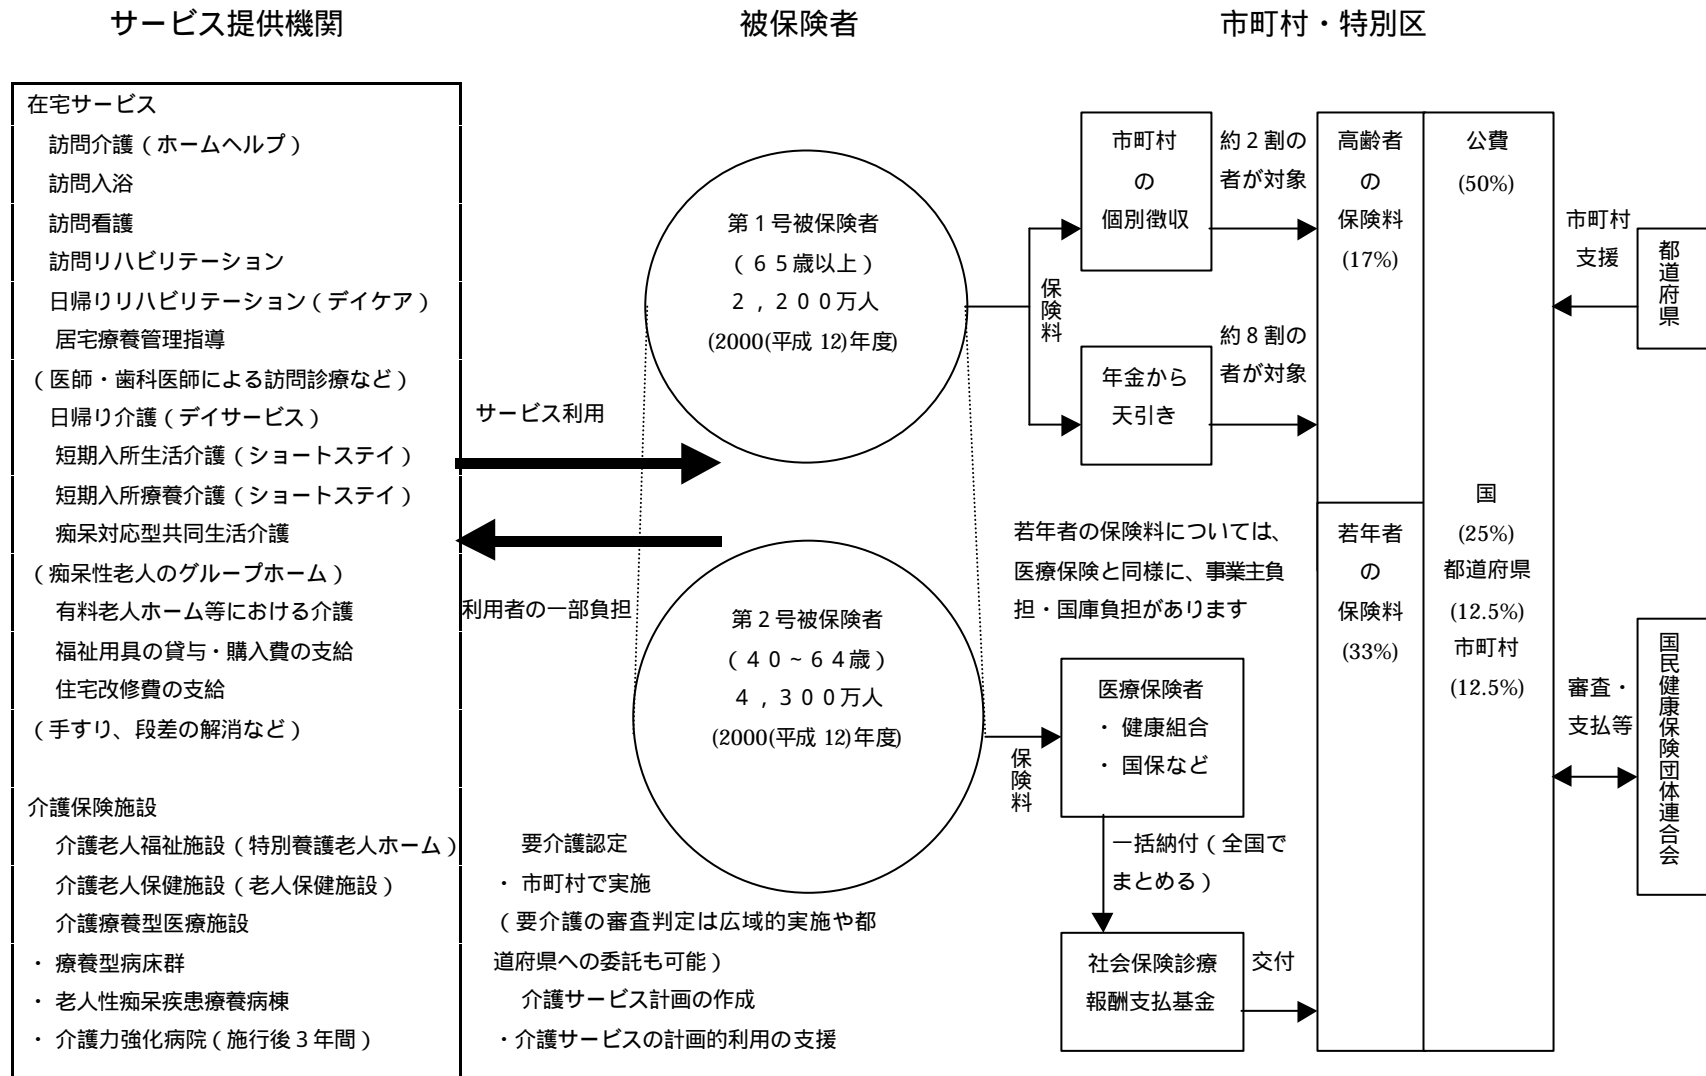 サービス提供機関
被保険者
市町村・特別区
在宅サービス
訪問介護（ホームヘルプ）
訪問入浴
訪問看護
訪問リハビリテーション
日帰りリハビリテーション（デイケア）
居宅療養管理指導
（医師・歯科医師による訪問診療など）
日帰り介護（デイサービス）
短期入所生活介護（ショートステイ）
短期入所療養介護（ショートステイ）
痴呆対応型共同生活介護
（痴呆性老人のグループホーム）
有料老人ホーム等における介護
福祉用具の貸与・購入費の支給
住宅改修費の支給
（手すり、段差の解消など）
介護保険施設
介護老人福祉施設（特別養護老人ホーム）
介護老人保健施設（老人保健施設）
介護療養型医療施設
・ 療養型病床群
・ 老人性痴呆疾患療養病棟
・ 介護力強化病院（施行後３年間）
サービス利用
利用者の一部負担
第１号被保険者
（６５歳以上）
２，２００万人
(2000(平成 12)年度)
第２号被保険者
（４０～６４歳）
４，３００万人
(2000(平成 12)年度)
要介護認定
・ 市町村で実施
（要介護の審査判定は広域的実施や都
道府県への委託も可能）
介護サービス計画の作成
・介護サービスの計画的利用の支援
保険料
市町村
の
個別徴収
約２割の
者が対象
年金から
天引き
約８割の
者が対象
若年者の保険料については、
医療保険と同様に、事業主負
担・国庫負担があります
保険料
医療保険者
・ 健康組合
・ 国保など
一括納付（全国で
まとめる）
社会保険診療
報酬支払基金
交付
高齢者
の
保険料
(17%)
若年者
の
保険料
(33%)
公費
(50%)
国
(25%)
都道府県
(12.5%)
市町村
(12.5%)
市町村
支援
都道府県
審査・
支払等
国民健康保険団体連合会